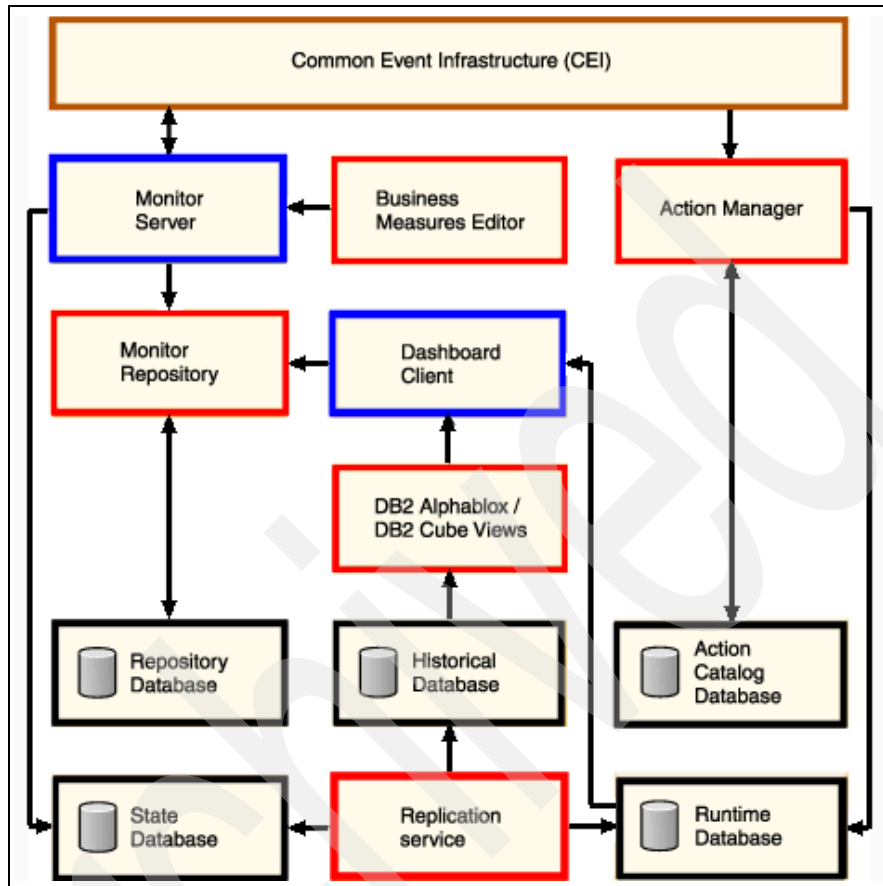 Common Event Infrastructure (CEI)
Monitor
Server
Business
Measures Editor
Action Manager
Monitor
Repository
Dashboard
Client
DB2 Alphablox /
DB2 Cube Views
Repository
Database
Historical
Database
Action
Catalog
Database
State
Database
Replication
service
Runtime
Database